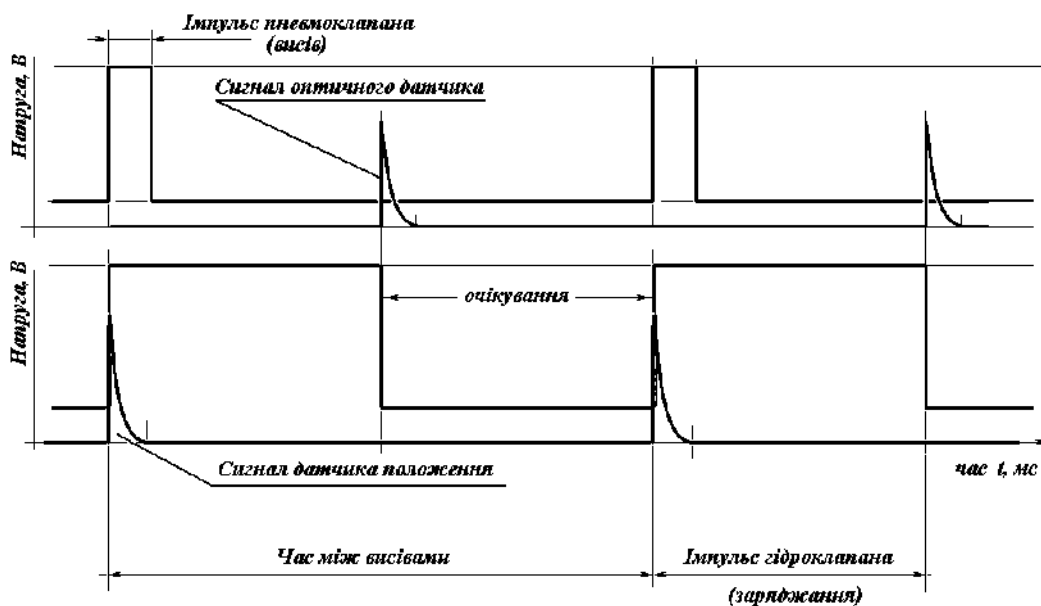 Імпульс пневмоклапана
(висів)
Напруга, В
Сигнал оптичного датчика
Напруга, В
очікування
Сигнал датчика положення
час t, мс
Час між висівами
Імпульс гідроклапана
(заряджання)